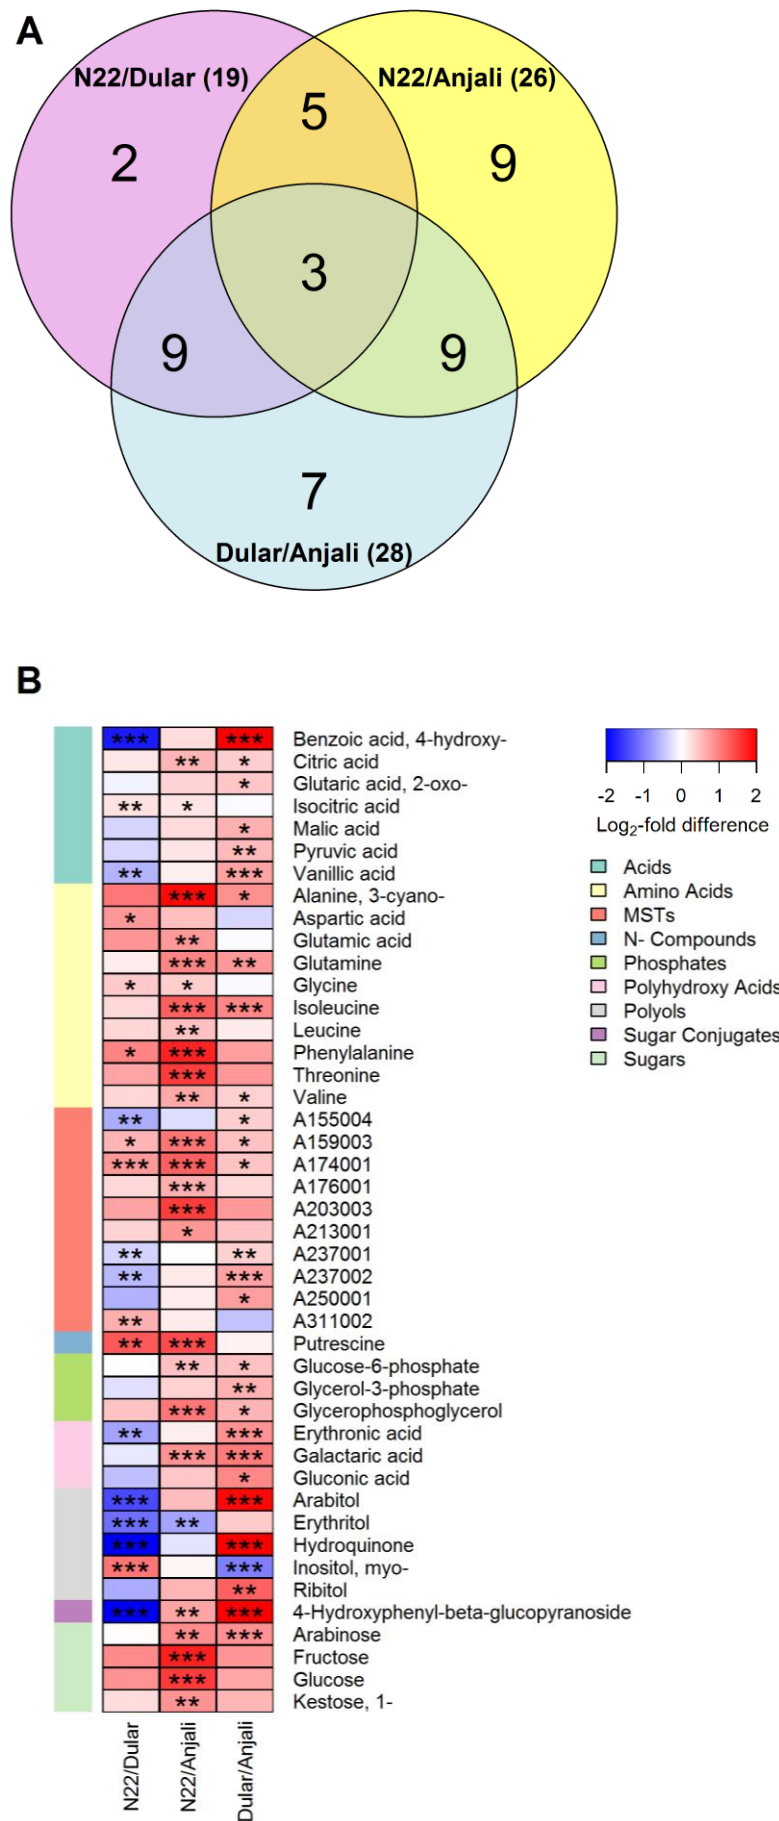 A
N22/Dular (19)
N22/Anjali (26)
5
2
9
3
9
9
7
Dular/Anjali (28)
B
*** *** Benzoic acid, 4-hydroxy-
** * Citric acid
* Glutaric acid, 2-oxo-
** * Isocitric acid
* Malic acid
** Pyruvic acid
** *** Vanillic acid
*** * Alanine, 3-cyano-
* Aspartic acid
** Glutamic acid
*** ** Glutamine
* * Glycine
*** *** Isoleucine
** Leucine
* *** Phenylalanine
*** Threonine
** * Valine
** * A155004
* *** * A159003
*** *** * A174001
*** A176001
*** A203003
* A213001
** ** A237001
** *** A237002
* A250001
** A311002
** *** Putrescine
** * Glucose-6-phosphate
** Glycerol-3-phosphate
*** * Glycerophosphoglycerol
** *** Erythronic acid
*** *** Galactaric acid
* Gluconic acid
*** *** Arabitol
*** ** Erythritol
*** *** Hydroquinone
*** *** Inositol, myo-
** Ribitol
*** ** *** 4-Hydroxyphenyl-beta-glucopyranoside
** *** Arabinose
*** Fructose
*** Glucose
** Kestose, 1-
N22/Dular
N22/Anjali
Dular/Anjali
-2 -1 0 1 2
Log2-fold difference
Acids
Amino Acids
MSTs
N- Compounds
Phosphates
Polyhydroxy Acids
Polyols
Sugar Conjugates
Sugars